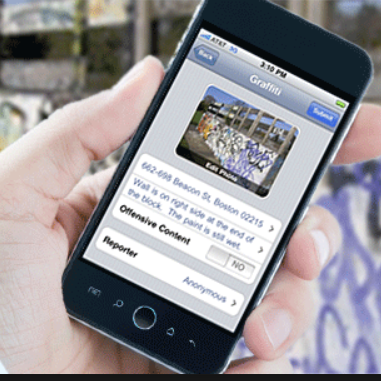 AT&T 3G
3:10 PM
Back
Graffiti
Submit
Edit Photo
662-698 Beacon St, Boston 02215
Wall is on right side at the end of
the block. The paint is still wet.
Offensive Content
NO
Reporter
Anonymous